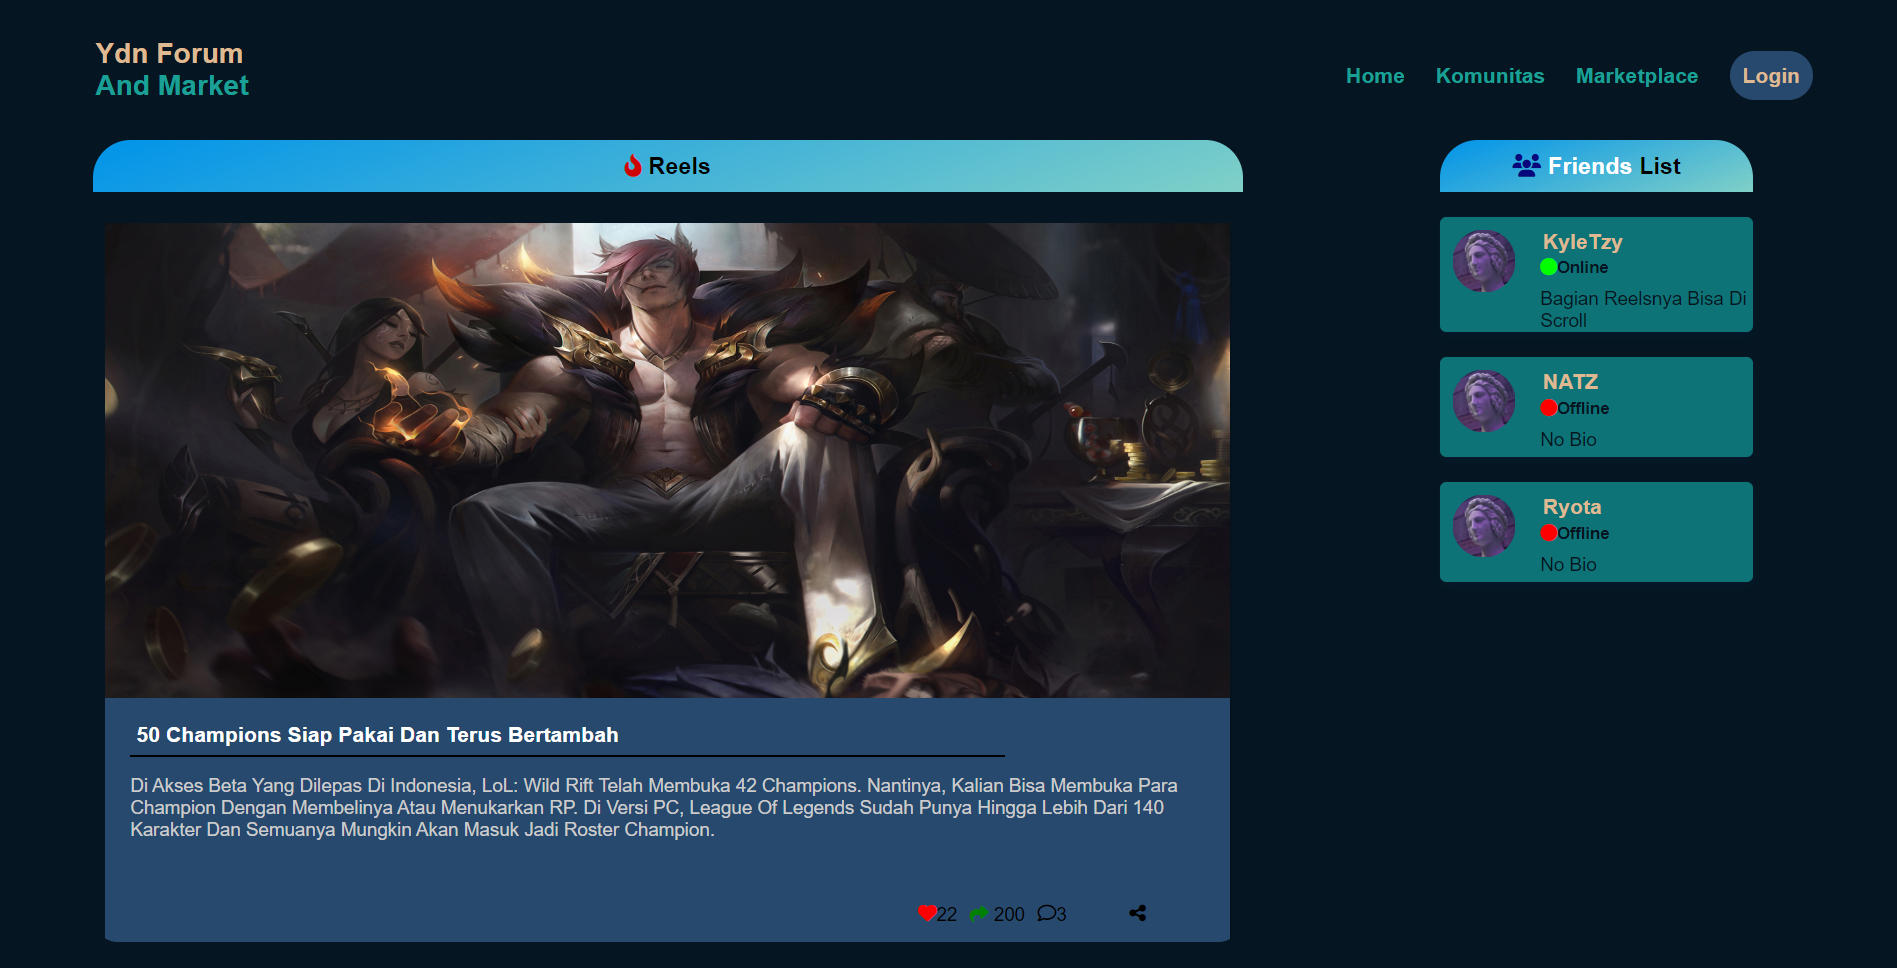 Ydn Forum
And Market
Home Komunitas Marketplace Login
Reels
50 Champions Siap Pakai Dan Terus Bertambah
Di Akses Beta Yang Dilepas Di Indonesia, LoL: Wild Rift Telah Membuka 42 Champions. Nantinya, Kalian Bisa Membuka Para
Champion Dengan Membelinya Atau Menukarkan RP. Di Versi PC, League Of Legends Sudah Punya Hingga Lebih Dari 140
Karakter Dan Semuanya Mungkin Akan Masuk Jadi Roster Champion.
22 200 3
Friends List
KyleTzy
Online
Bagian Reelsnya Bisa Di
Scroll
NATZ
Offline
No Bio
Ryota
Offline
No Bio